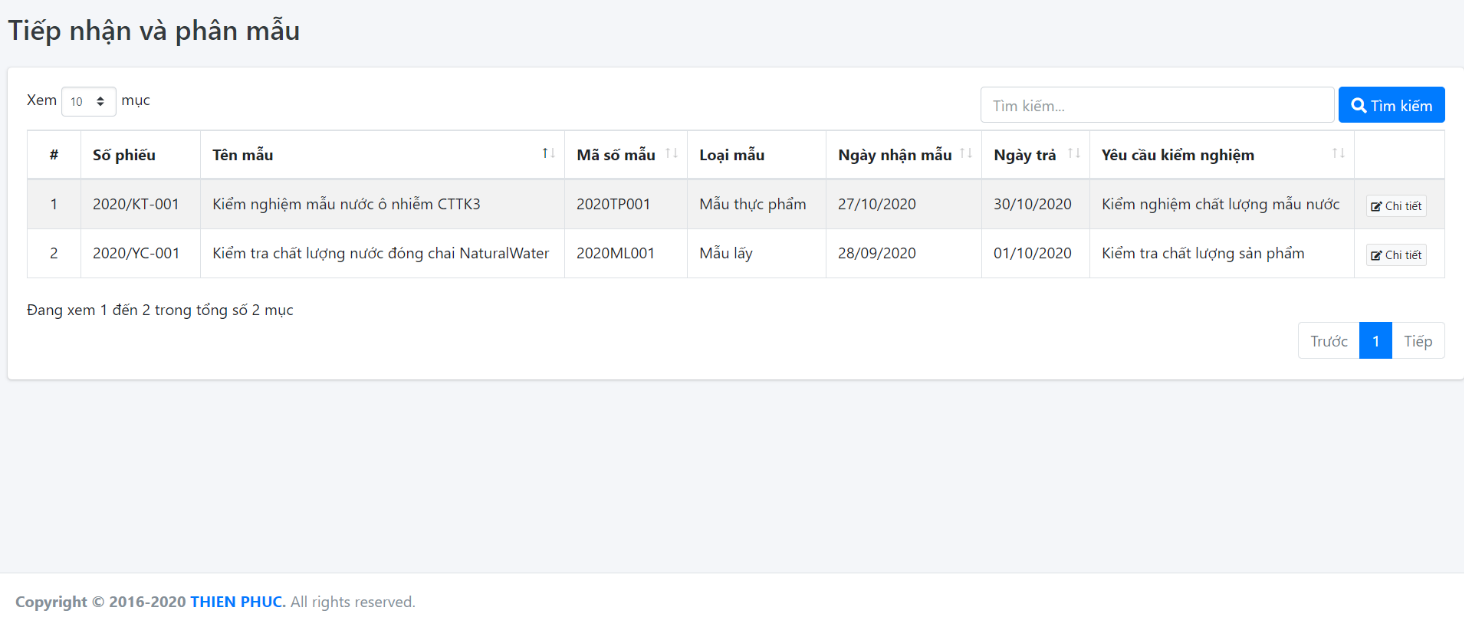 Tiếp nhận và phân mẫu
Xem 10 mục
Tìm kiếm... Tìm kiếm
# Số phiếu Tên mẫu Mã số mẫu Loại mẫu Ngày nhận mẫu Ngày trả Yêu cầu kiểm nghiệm
1 2020/KT-001 Kiểm nghiệm mẫu nước ô nhiễm CTTK3 2020TP001 Mẫu thực phẩm 27/10/2020 30/10/2020 Kiểm nghiệm chất lượng mẫu nước Chi tiết
2 2020/YC-001 Kiểm tra chất lượng nước đóng chai NaturalWater 2020ML001 Mẫu lấy 28/09/2020 01/10/2020 Kiểm tra chất lượng sản phẩm Chi tiết
Đang xem 1 đến 2 trong tổng số 2 mục
Trước 1 Tiếp
Copyright © 2016-2020 THIEN PHUC. All rights reserved.